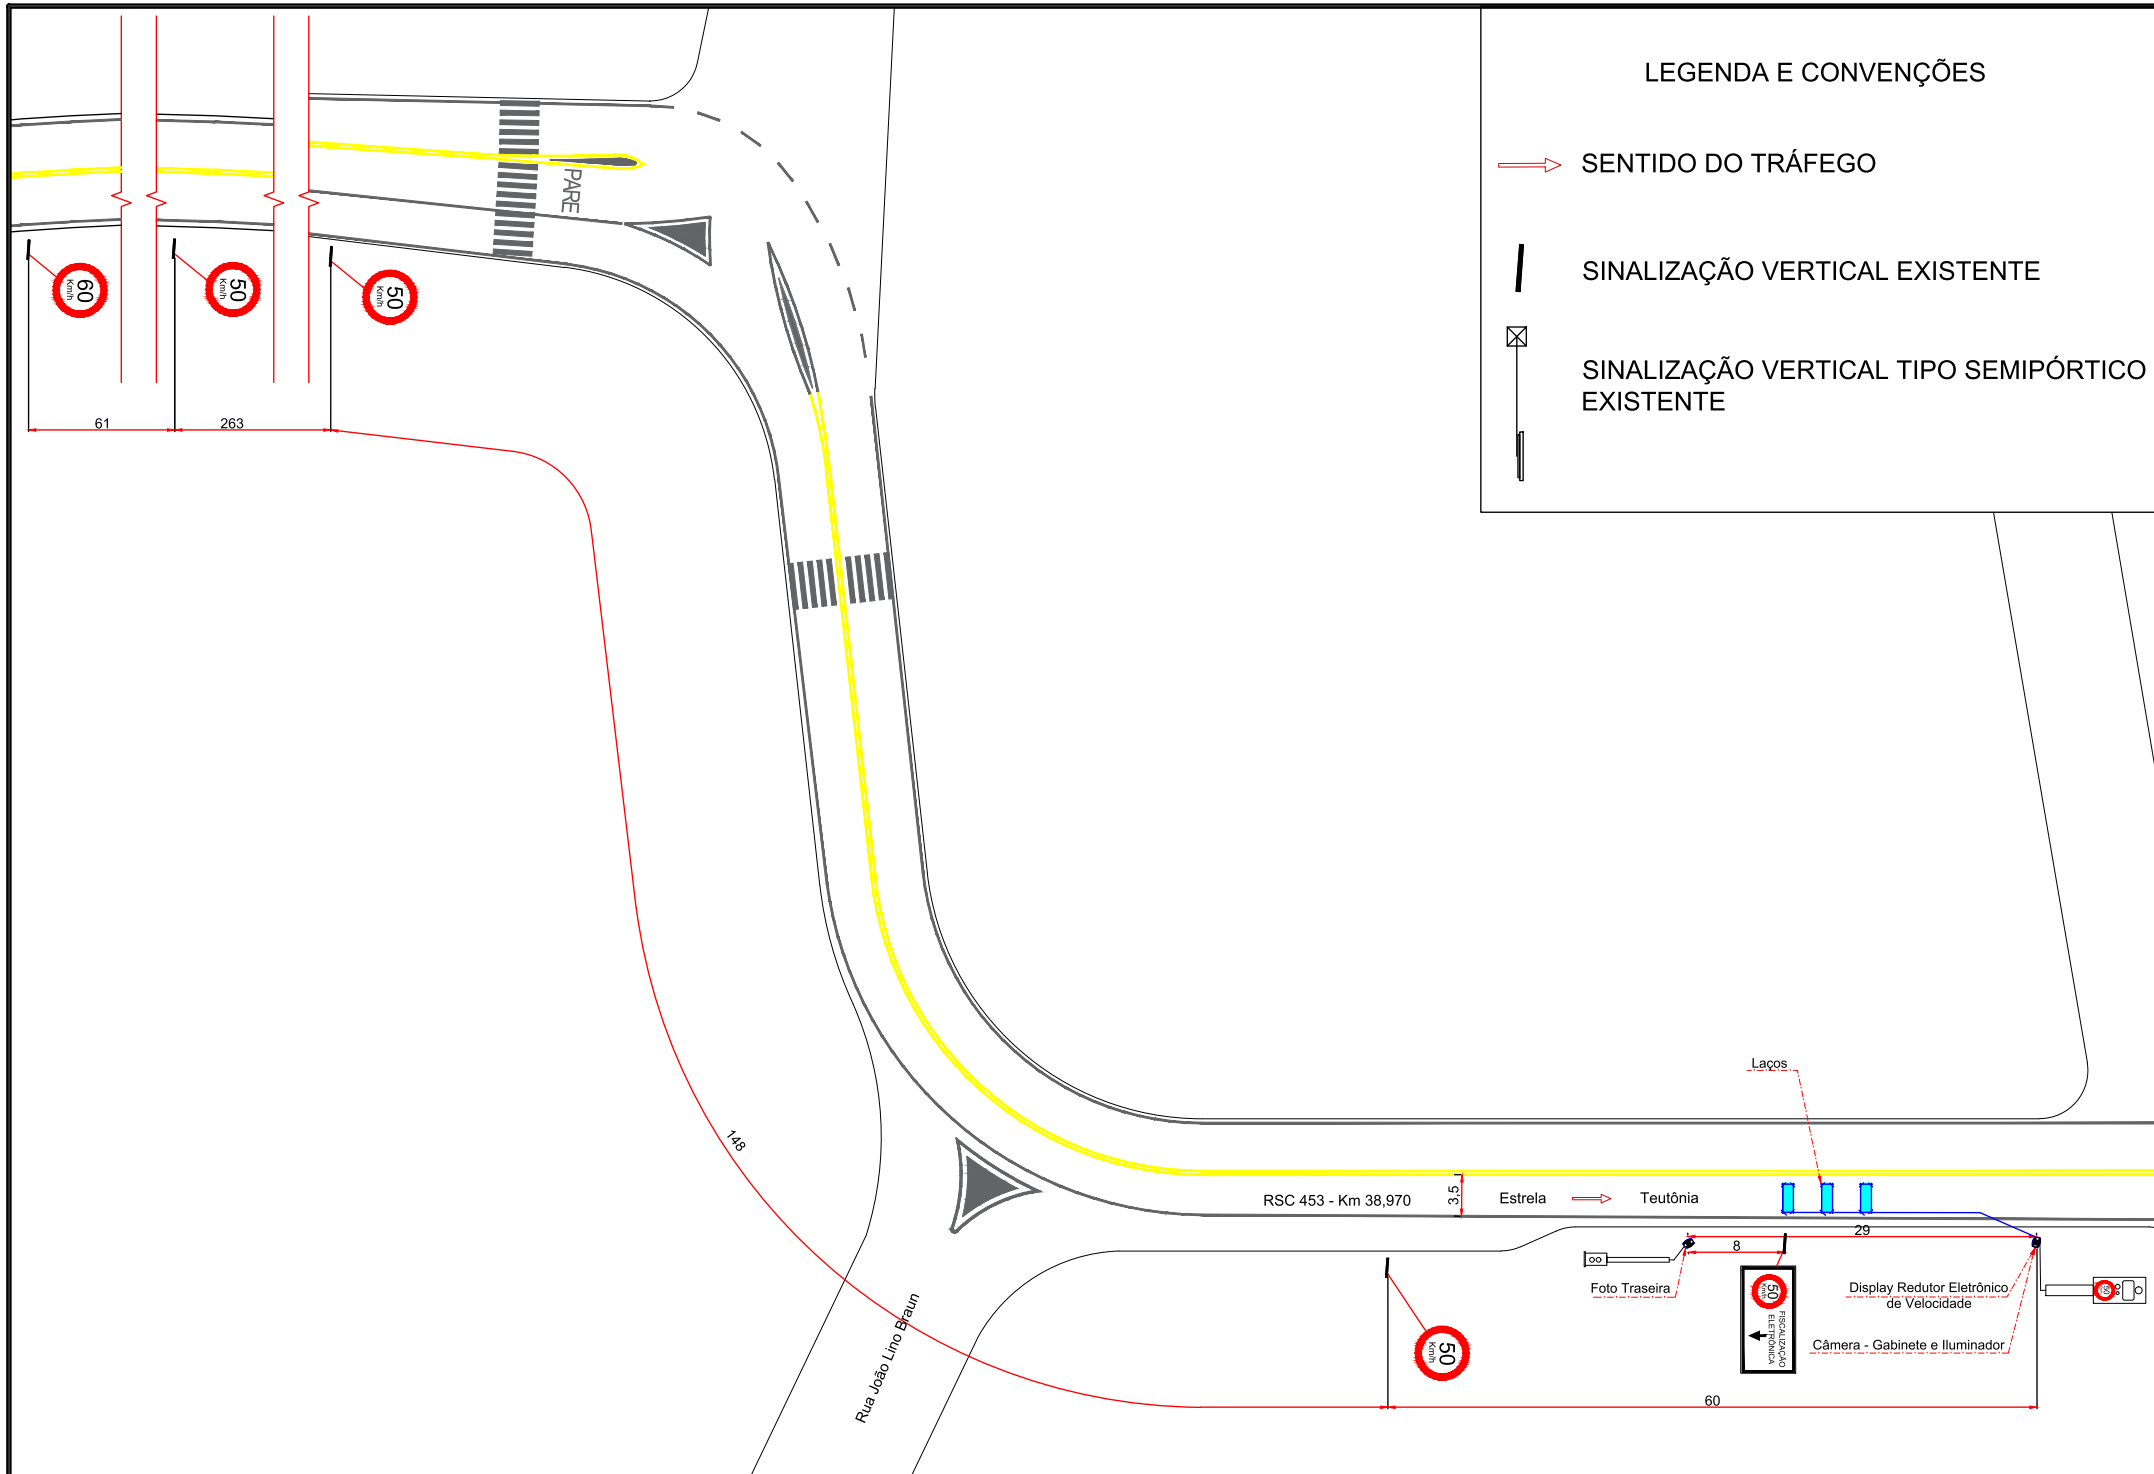 LEGENDA E CONVENÇÕES
SENTIDO DO TRÁFEGO
SINALIZAÇÃO VERTICAL EXISTENTE
SINALIZAÇÃO VERTICAL TIPO SEMIPÓRTICO
EXISTENTE
PARE
60
Km/h
50
Km/h
50
Km/h
61
263
148
Laços
RSC 453 - Km 38,970
3,5
Estrela
Teutônia
29
8
Foto Traseira
50
Km/h
FISCALIZAÇÃO
ELETRÔNICA
Display Redutor Eletrônico
de Velocidade
50
Câmera - Gabinete e Iluminador
50
Km/h
60
Rua João Lino Braun